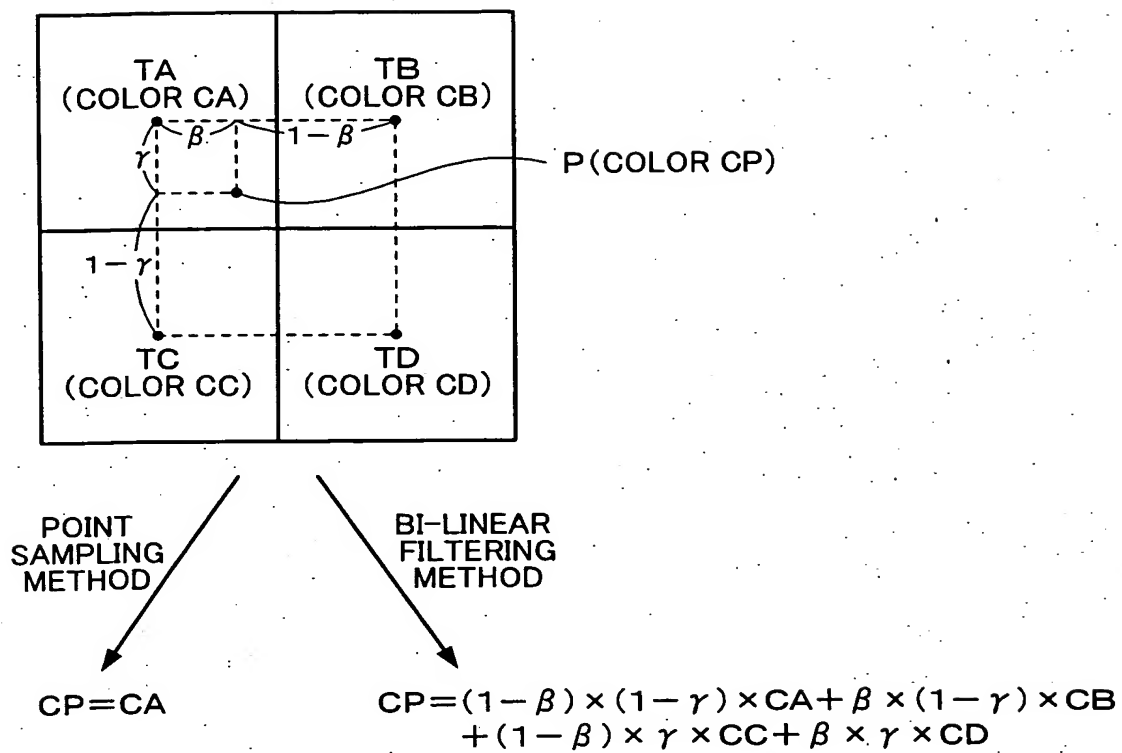 TA
(COLOR CA)
TB
(COLOR CB)
β
1-β
γ
P(COLOR CP)
1-γ
TC
(COLOR CC)
TD
(COLOR CD)
POINT
SAMPLING
METHOD
BI-LINEAR
FILTERING
METHOD
CP=CA
CP=(1-β)×(1-γ)×CA+β×(1-γ)×CB
+(1-β)×γ×CC+β×γ×CD